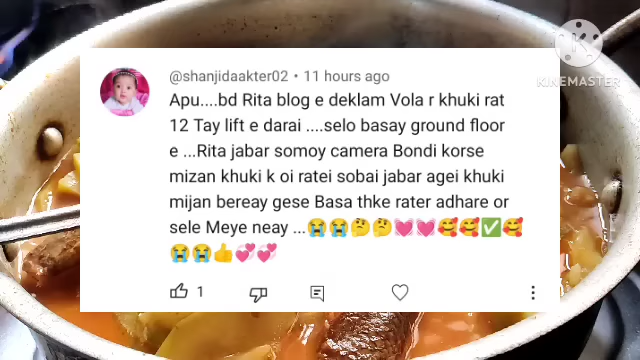 KINEMASTER
@shanjidaakter02 • 11 hours ago
Apu....bd Rita blog e deklam Vola r khuki rat
12 Tay lift e darai ....selo basay ground floor
e ...Rita jabar somoy camera Bondi korse
mizan khuki k oi ratei sobai jabar agei khuki
mijan bereay gese Basa thke rater adhare or
sele Meye neay ...😭😭🤔🤔💓💓🥰🥰✅🥰
😭😭👍💞💞
1